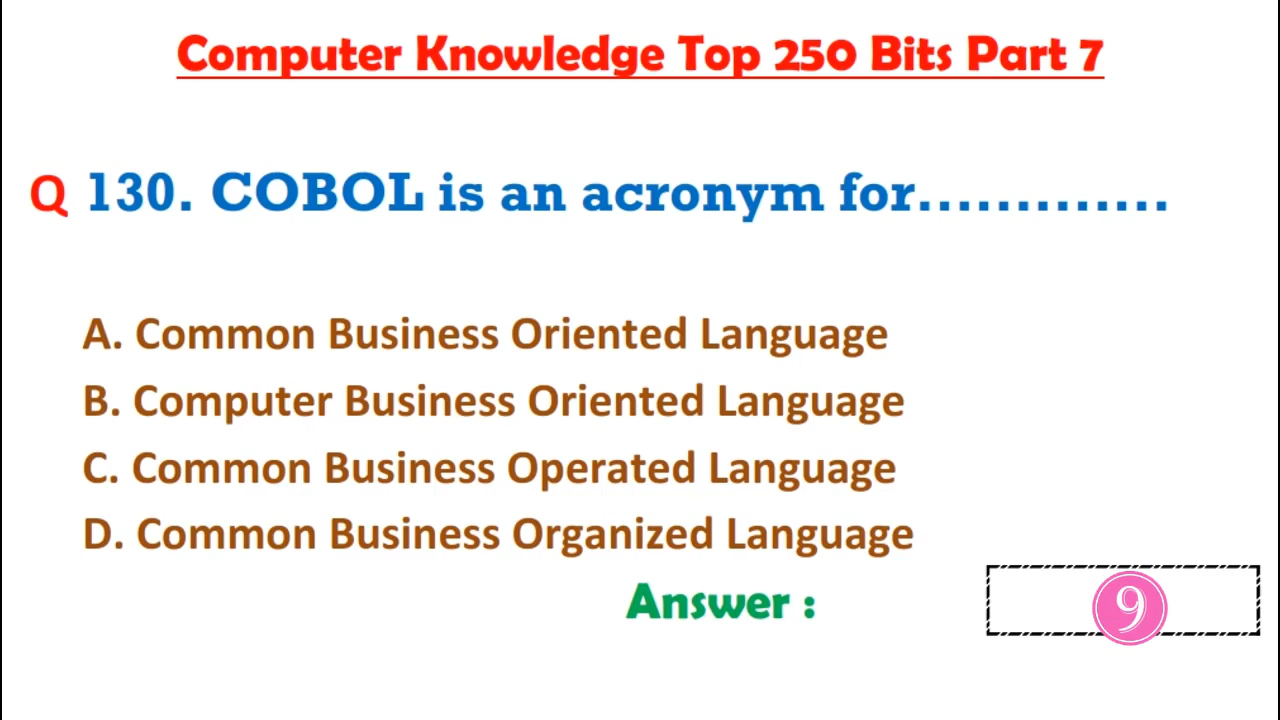 Computer Knowledge Top 250 Bits Part 7
Q 130. COBOL is an acronym for.............
A. Common Business Oriented Language
B. Computer Business Oriented Language
C. Common Business Operated Language
D. Common Business Organized Language
Answer :
9